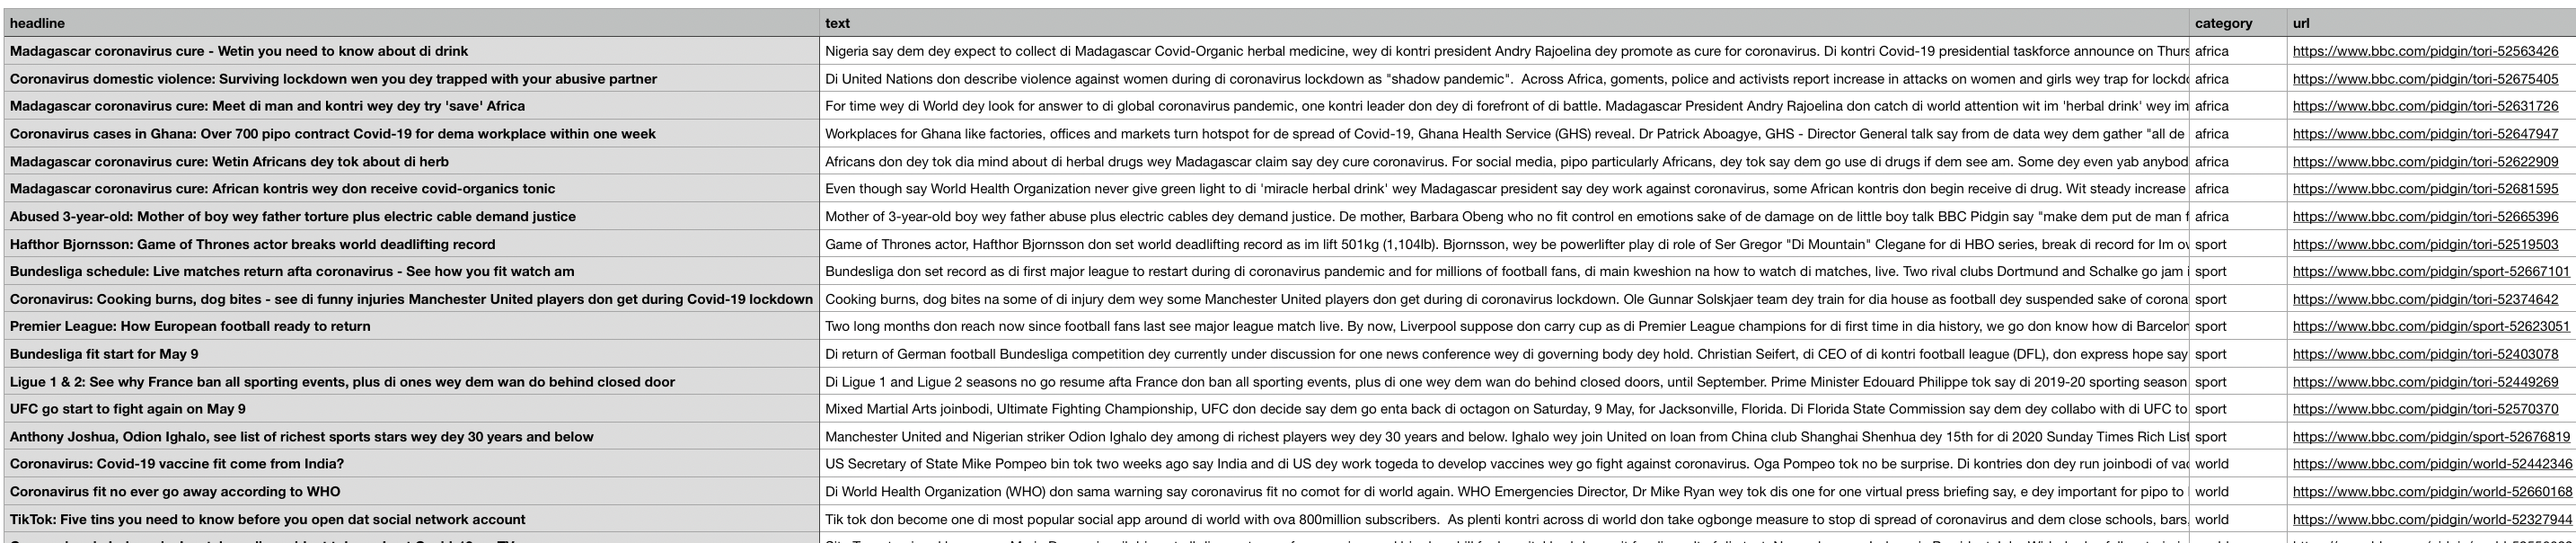 headline text category url
Madagascar coronavirus cure - Wetin you need to know about di drink Nigeria say dem dey expect to collect di Madagascar Covid-Organic herbal medicine, wey di kontri president Andry Rajoelina dey promote as cure for coronavirus. Di kontri Covid-19 presidential taskforce announce on Thurs africa https://www.bbc.com/pidgin/tori-52563426
Coronavirus domestic violence: Surviving lockdown wen you dey trapped with your abusive partner Di United Nations don describe violence against women during di coronavirus lockdown as "shadow pandemic". Across Africa, goments, police and activists report increase in attacks on women and girls wey trap for lockdo africa https://www.bbc.com/pidgin/tori-52675405
Madagascar coronavirus cure: Meet di man and kontri wey dey try 'save' Africa For time wey di World dey look for answer to di global coronavirus pandemic, one kontri leader don dey di forefront of di battle. Madagascar President Andry Rajoelina don catch di world attention wit im 'herbal drink' wey im africa https://www.bbc.com/pidgin/tori-52631726
Coronavirus cases in Ghana: Over 700 pipo contract Covid-19 for dema workplace within one week Workplaces for Ghana like factories, offices and markets turn hotspot for de spread of Covid-19, Ghana Health Service (GHS) reveal. Dr Patrick Aboagye, GHS - Director General talk say from de data wey dem gather "all de africa https://www.bbc.com/pidgin/tori-52647947
Madagascar coronavirus cure: Wetin Africans dey tok about di herb Africans don dey tok dia mind about di herbal drugs wey Madagascar claim say dey cure coronavirus. For social media, pipo particularly Africans, dey tok say dem go use di drugs if dem see am. Some dey even yab anybod africa https://www.bbc.com/pidgin/tori-52622909
Madagascar coronavirus cure: African kontris wey don receive covid-organics tonic Even though say World Health Organization never give green light to di 'miracle herbal drink' wey Madagascar president say dey work against coronavirus, some African kontris don begin receive di drug. Wit steady increase africa https://www.bbc.com/pidgin/tori-52681595
Abused 3-year-old: Mother of boy wey father torture plus electric cable demand justice Mother of 3-year-old boy wey father abuse plus electric cables dey demand justice. De mother, Barbara Obeng who no fit control en emotions sake of de damage on de little boy talk BBC Pidgin say "make dem put de man f africa https://www.bbc.com/pidgin/tori-52665396
Hafthor Bjornsson: Game of Thrones actor breaks world deadlifting record Game of Thrones actor, Hafthor Bjornsson don set world deadlifting record as im lift 501kg (1,104lb). Bjornsson, wey be powerlifter play di role of Ser Gregor "Di Mountain" Clegane for di HBO series, break di record for Im ov sport https://www.bbc.com/pidgin/tori-52519503
Bundesliga schedule: Live matches return afta coronavirus - See how you fit watch am Bundesliga don set record as di first major league to restart during di coronavirus pandemic and for millions of football fans, di main kweshion na how to watch di matches, live. Two rival clubs Dortmund and Schalke go jam i sport https://www.bbc.com/pidgin/sport-52667101
Coronavirus: Cooking burns, dog bites - see di funny injuries Manchester United players don get during Covid-19 lockdown Cooking burns, dog bites na some of di injury dem wey some Manchester United players don get during di coronavirus lockdown. Ole Gunnar Solskjaer team dey train for dia house as football dey suspended sake of corona sport https://www.bbc.com/pidgin/tori-52374642
Premier League: How European football ready to return Two long months don reach now since football fans last see major league match live. By now, Liverpool suppose don carry cup as di Premier League champions for di first time in dia history, we go don know how di Barcelon sport https://www.bbc.com/pidgin/sport-52623051
Bundesliga fit start for May 9 Di return of German football Bundesliga competition dey currently under discussion for one news conference wey di governing body dey hold. Christian Seifert, di CEO of di kontri football league (DFL), don express hope say sport https://www.bbc.com/pidgin/tori-52403078
Ligue 1 & 2: See why France ban all sporting events, plus di ones wey dem wan do behind closed door Di Ligue 1 and Ligue 2 seasons no go resume afta France don ban all sporting events, plus di one wey dem wan do behind closed doors, until September. Prime Minister Edouard Philippe tok say di 2019-20 sporting season sport https://www.bbc.com/pidgin/tori-52449269
UFC go start to fight again on May 9 Mixed Martial Arts joinbodi, Ultimate Fighting Championship, UFC don decide say dem go enta back di octagon on Saturday, 9 May, for Jacksonville, Florida. Di Florida State Commission say dem dey collabo with di UFC to sport https://www.bbc.com/pidgin/tori-52570370
Anthony Joshua, Odion Ighalo, see list of richest sports stars wey dey 30 years and below Manchester United and Nigerian striker Odion Ighalo dey among di richest players wey dey 30 years and below. Ighalo wey join United on loan from China club Shanghai Shenhua dey 15th for di 2020 Sunday Times Rich List sport https://www.bbc.com/pidgin/sport-52676819
Coronavirus: Covid-19 vaccine fit come from India? US Secretary of State Mike Pompeo bin tok two weeks ago say India and di US dey work togeda to develop vaccines wey go fight against coronavirus. Oga Pompeo tok no be surprise. Di kontries don dey run joinbodi of vac world https://www.bbc.com/pidgin/world-52442346
Coronavirus fit no ever go away according to WHO Di World Health Organization (WHO) don sama warning say coronavirus fit no comot for di world again. WHO Emergencies Director, Dr Mike Ryan wey tok dis one for one virtual press briefing say, e dey important for pipo to world https://www.bbc.com/pidgin/world-52660168
TikTok: Five tins you need to know before you open dat social network account Tik tok don become one di most popular social app around di world with ova 800million subscribers. As plenti kontri across di world don take ogbonge measure to stop di spread of coronavirus and dem close schools, bars, world https://www.bbc.com/pidgin/world-52327944